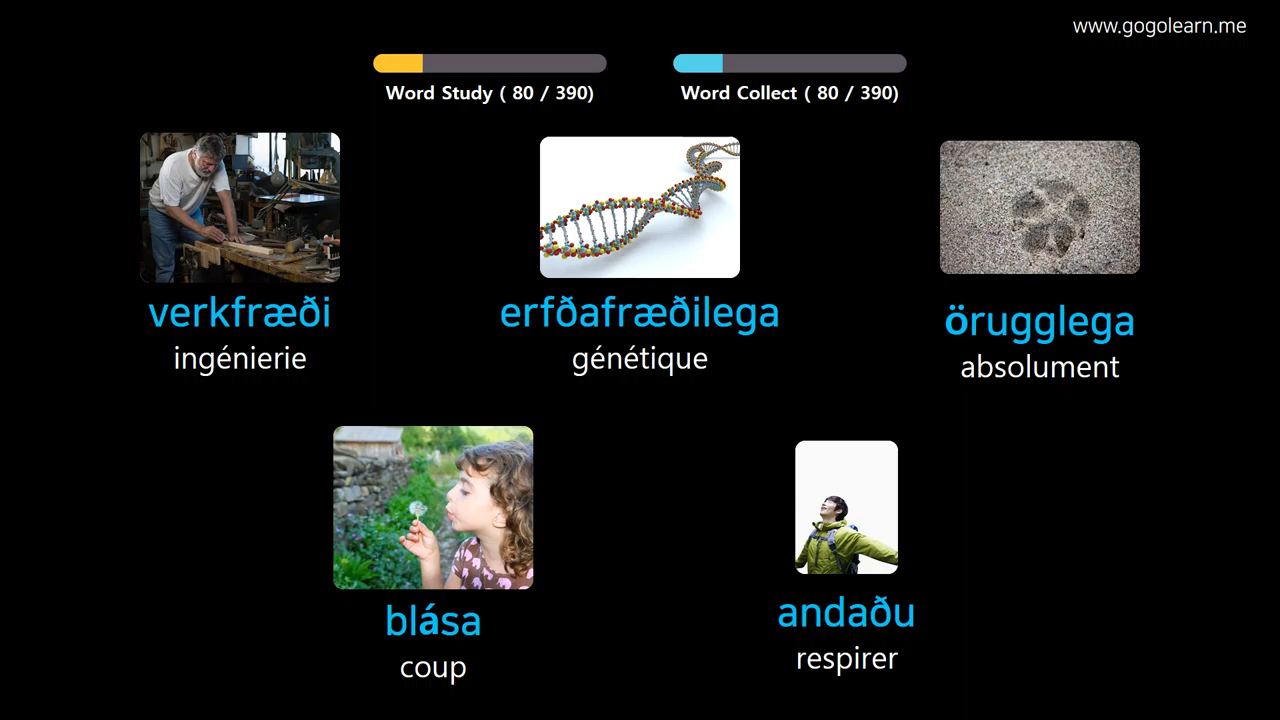 www.gogolearn.me
Word Study ( 80 / 390)
Word Collect ( 80 / 390)
verkfræði
ingénierie
erfðafræðilega
génétique
örugglega
absolument
blása
coup
andaðu
respirer